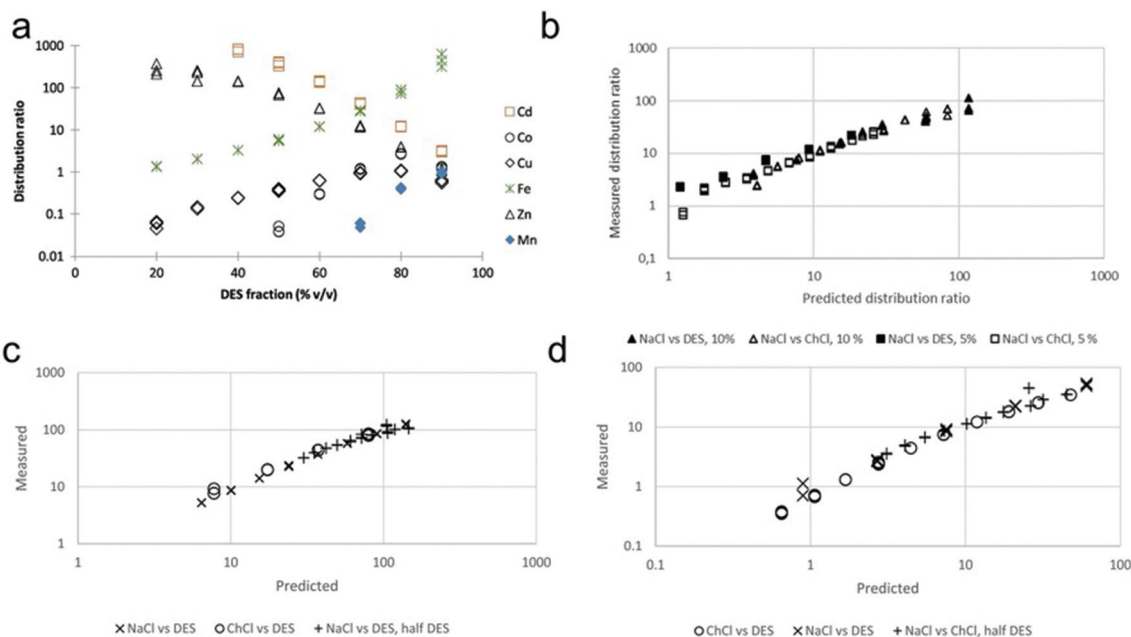 a
1000
100
10
1
0.1
0.01
Distribution ratio
0 20 40 60 80 100
DES fraction (% v/v)
Cd
Co
Cu
Fe
Zn
Mn
b
1000
100
10
1
0,1
Measured distribution ratio
1 10 100 1000
Predicted distribution ratio
NaCl vs DES, 10% NaCl vs ChCl, 10 % NaCl vs DES, 5% NaCl vs ChCl, 5 %
c
1000
100
10
1
Measured
1 10 100 1000
Predicted
NaCl vs DES ChCl vs DES NaCl vs DES, half DES
d
100
10
1
0.1
Measured
0.1 1 10 100
Predicted
ChCl vs DES NaCl vs DES NaCl vs ChCl, half DES